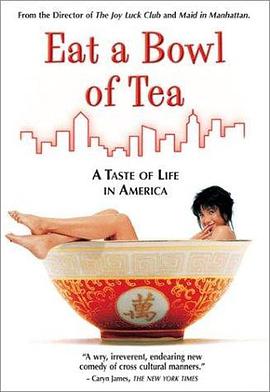 From the Director of The Joy Luck Club and Maid in Manhattan.
Eat a Bowl
of Tea
A TASTE OF LIFE
IN AMERICA
萬
"A wry, irreverent, endearing new
comedy of cross cultural manners."
– Caryn James, THE NEW YORK TIMES